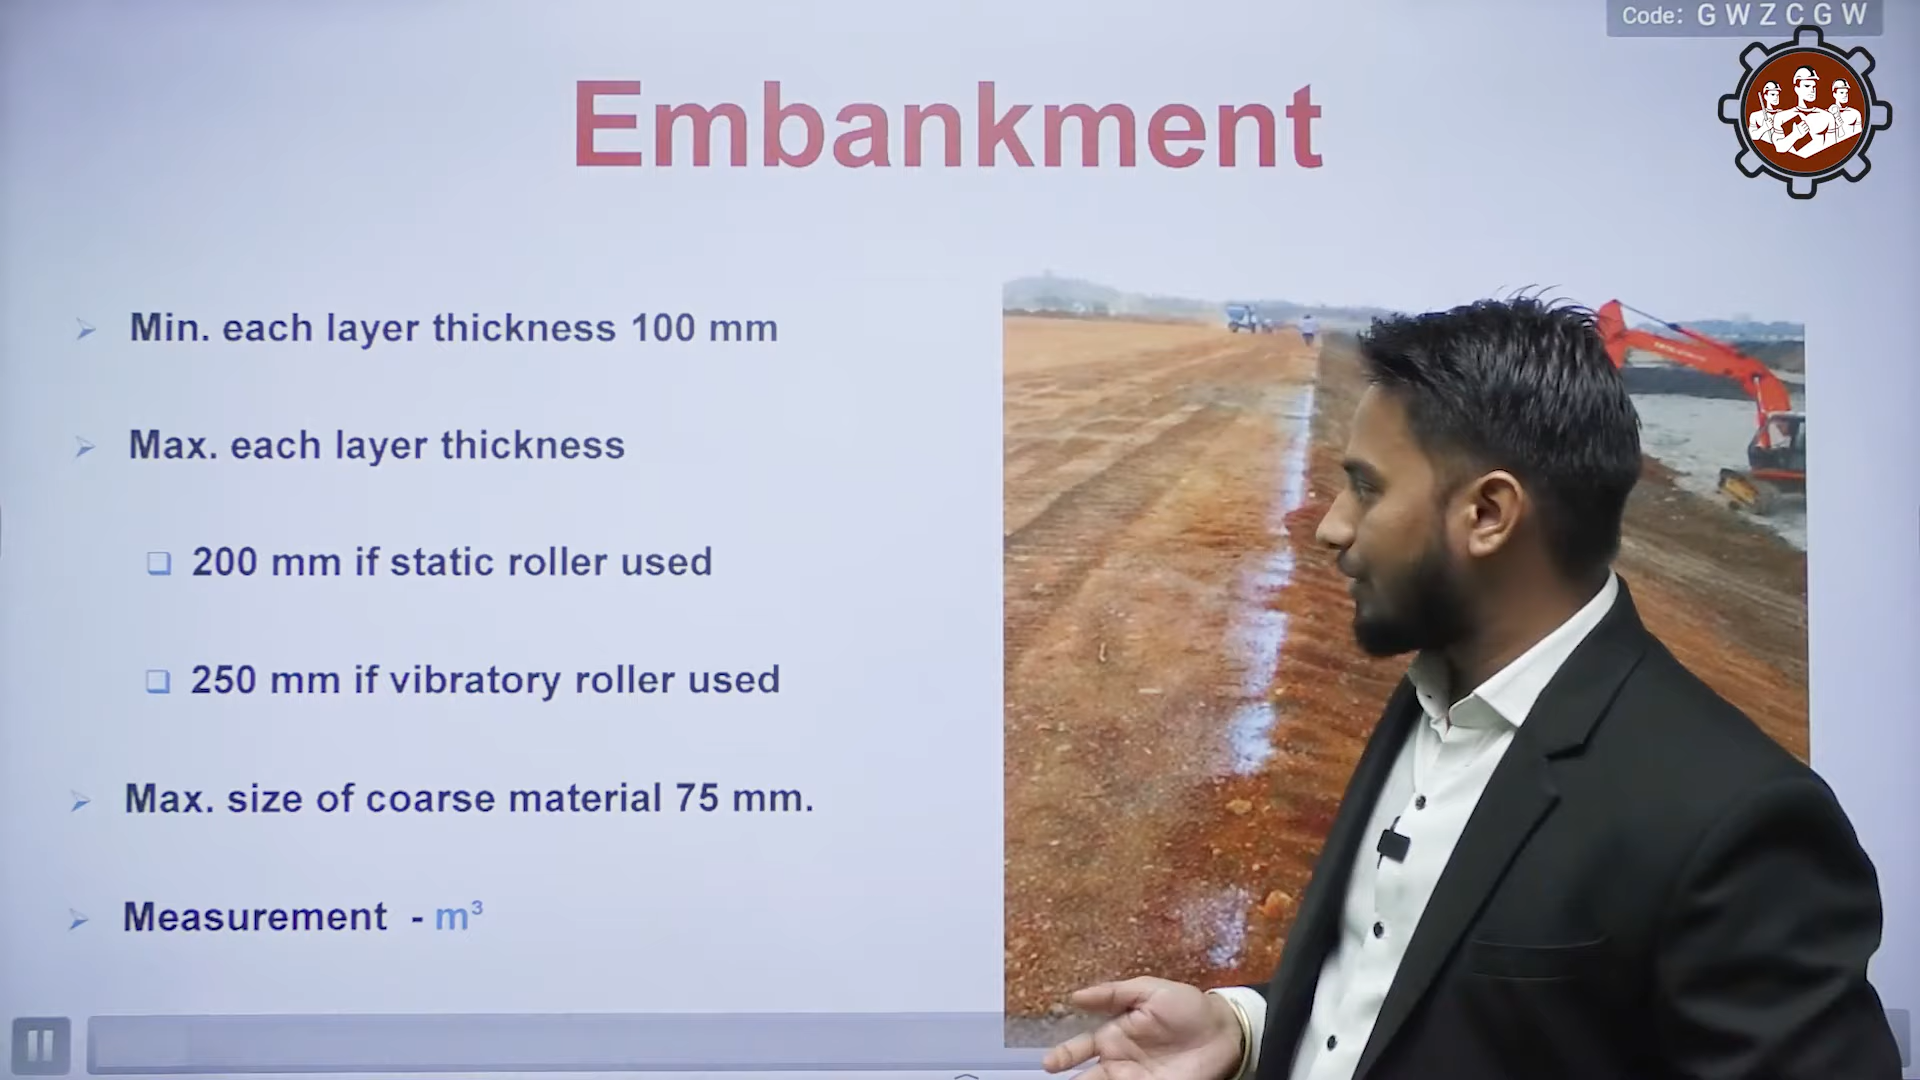 Code: G W Z C G W
Embankment
Min. each layer thickness 100 mm
Max. each layer thickness
200 mm if static roller used
250 mm if vibratory roller used
Max. size of coarse material 75 mm.
Measurement - m³